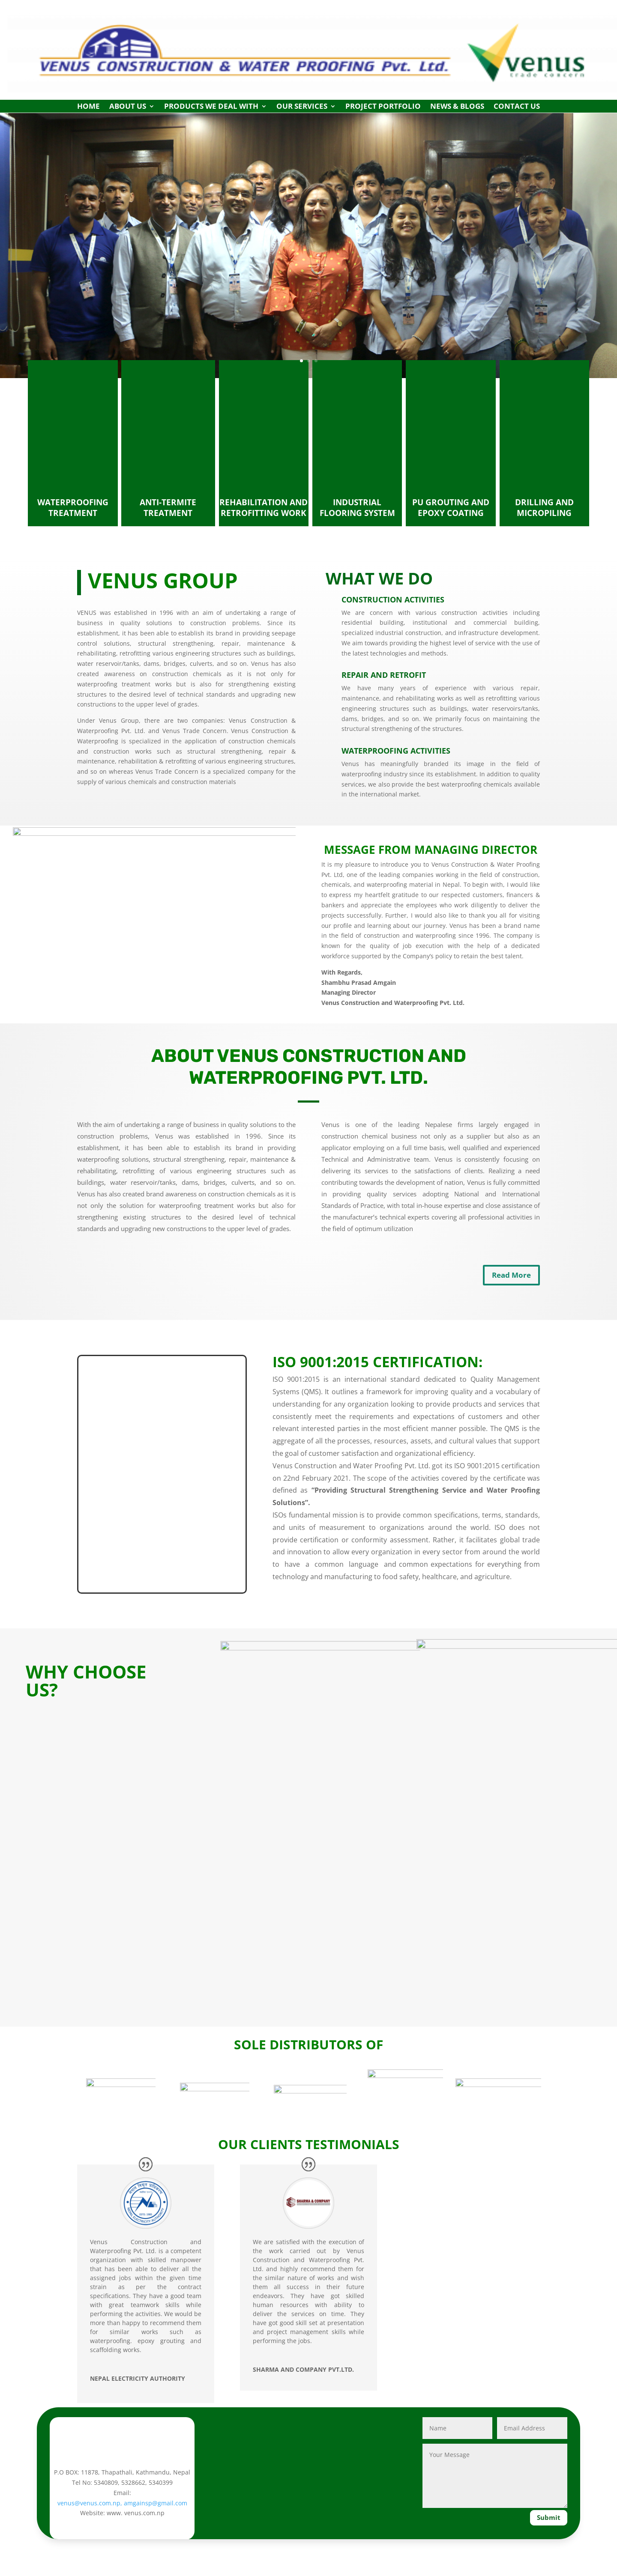 VENUS CONSTRUCTION & WATER PROOFING Pvt. Ltd.
venus
trade concern
HOME ABOUT US PRODUCTS WE DEAL WITH OUR SERVICES PROJECT PORTFOLIO NEWS & BLOGS CONTACT US
WATERPROOFING
TREATMENT
ANTI-TERMITE
TREATMENT
REHABILITATION AND
RETROFITTING WORK
INDUSTRIAL
FLOORING SYSTEM
PU GROUTING AND
EPOXY COATING
DRILLING AND
MICROPILING
VENUS GROUP
VENUS was established in 1996 with an aim of undertaking a range of
business in quality solutions to construction problems. Since its
establishment, it has been able to establish its brand in providing seepage
control solutions, structural strengthening, repair, maintenance &
rehabilitating, retrofitting various engineering structures such as buildings,
water reservoir/tanks, dams, bridges, culverts, and so on. Venus has also
created awareness on construction chemicals as it is not only for
waterproofing treatment works but is also for strengthening existing
structures to the desired level of technical standards and upgrading new
constructions to the upper level of grades.
Under Venus Group, there are two companies: Venus Construction &
Waterproofing Pvt. Ltd. and Venus Trade Concern. Venus Construction &
Waterproofing is specialized in the application of construction chemicals
and construction works such as structural strengthening, repair &
maintenance, rehabilitation & retrofitting of various engineering structures,
and so on whereas Venus Trade Concern is a specialized company for the
supply of various chemicals and construction materials
WHAT WE DO
CONSTRUCTION ACTIVITIES
We are concern with various construction activities including
residential building, institutional and commercial building,
specialized industrial construction, and infrastructure development.
We aim towards providing the highest level of service with the use of
the latest technologies and methods.
REPAIR AND RETROFIT
We have many years of experience with various repair,
maintenance, and rehabilitating works as well as retrofitting various
engineering structures such as buildings, water reservoirs/tanks,
dams, bridges, and so on. We primarily focus on maintaining the
structural strengthening of the structures.
WATERPROOFING ACTIVITIES
Venus has meaningfully branded its image in the field of
waterproofing industry since its establishment. In addition to quality
services, we also provide the best waterproofing chemicals available
in the international market.
MESSAGE FROM MANAGING DIRECTOR
It is my pleasure to introduce you to Venus Construction & Water Proofing
Pvt. Ltd, one of the leading companies working in the field of construction,
chemicals, and waterproofing material in Nepal. To begin with, I would like
to express my heartfelt gratitude to our respected customers, financers &
bankers and appreciate the employees who work diligently to deliver the
projects successfully. Further, I would also like to thank you all for visiting
our profile and learning about our journey. Venus has been a brand name
in the field of construction and waterproofing since 1996. The company is
known for the quality of job execution with the help of a dedicated
workforce supported by the Company's policy to retain the best talent.
With Regards,
Shambhu Prasad Amgain
Managing Director
Venus Construction and Waterproofing Pvt. Ltd.
ABOUT VENUS CONSTRUCTION AND
WATERPROOFING PVT. LTD.
With the aim of undertaking a range of business in quality solutions to the
construction problems, Venus was established in 1996. Since its
establishment, it has been able to establish its brand in providing
waterproofing solutions, structural strengthening, repair, maintenance &
rehabilitating, retrofitting of various engineering structures such as
buildings, water reservoir/tanks, dams, bridges, culverts, and so on.
Venus has also created brand awareness on construction chemicals as it is
not only the solution for waterproofing treatment works but also for
strengthening existing structures to the desired level of technical
standards and upgrading new constructions to the upper level of grades.
Venus is one of the leading Nepalese firms largely engaged in
construction chemical business not only as a supplier but also as an
applicator employing on a full time basis, well qualified and experienced
Technical and Administrative team. Venus is consistently focusing on
delivering its services to the satisfactions of clients. Realizing a need
contributing towards the development of nation, Venus is fully committed
in providing quality services adopting National and International
Standards of Practice, with total in-house expertise and close assistance of
the manufacturer's technical experts covering all professional activities in
the field of optimum utilization
Read More
ISO 9001:2015 CERTIFICATION:
ISO 9001:2015 is an international standard dedicated to Quality Management
Systems (QMS). It outlines a framework for improving quality and a vocabulary of
understanding for any organization looking to provide products and services that
consistently meet the requirements and expectations of customers and other
relevant interested parties in the most efficient manner possible. The QMS is the
aggregate of all the processes, resources, assets, and cultural values that support
the goal of customer satisfaction and organizational efficiency.
Venus Construction and Water Proofing Pvt. Ltd. got its ISO 9001:2015 certification
on 22nd February 2021. The scope of the activities covered by the certificate was
defined as "Providing Structural Strengthening Service and Water Proofing
Solutions".
ISOs fundamental mission is to provide common specifications, terms, standards,
and units of measurement to organizations around the world. ISO does not
provide certification or conformity assessment. Rather, it facilitates global trade
and innovation to allow every organization in every sector from around the world
to have a common language and common expectations for everything from
technology and manufacturing to food safety, healthcare, and agriculture.
WHY CHOOSE
US?
SOLE DISTRIBUTORS OF
OUR CLIENTS TESTIMONIALS
Venus Construction and
Waterproofing Pvt. Ltd. is a competent
organization with skilled manpower
that has been able to deliver all the
assigned jobs within the given time
strain as per the contract
specifications. They have a good team
with great teamwork skills while
performing the activities. We would be
more than happy to recommend them
for similar works such as
waterproofing, epoxy grouting and
scaffolding works.
NEPAL ELECTRICITY AUTHORITY
SHARMA & COMPANY
We are satisfied with the execution of
the work carried out by Venus
Construction and Waterproofing Pvt.
Ltd. and highly recommend them for
the similar nature of works and wish
them all success in their future
endeavors. They have got skilled
human resources with ability to
deliver the services on time. They
have got good skill set at presentation
and project management skills while
performing the jobs.
SHARMA AND COMPANY PVT.LTD.
P.O BOX: 11878, Thapathali, Kathmandu, Nepal
Tel No: 5340809, 5328662, 5340399
Email:
venus@venus.com.np, amgainsp@gmail.com
Website: www. venus.com.np
Name
Email Address
Your Message
Submit